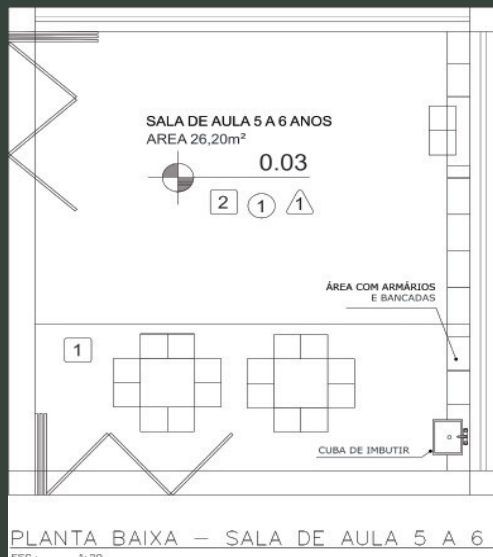 SALA DE AULA 5 A 6 ANOS
AREA 26,20m²
0.03
2 1 1
ÁREA COM ARMÁRIOS
E BANCADAS
1
CUBA DE IMBUTIR
PLANTA BAIXA – SALA DE AULA 5 A 6